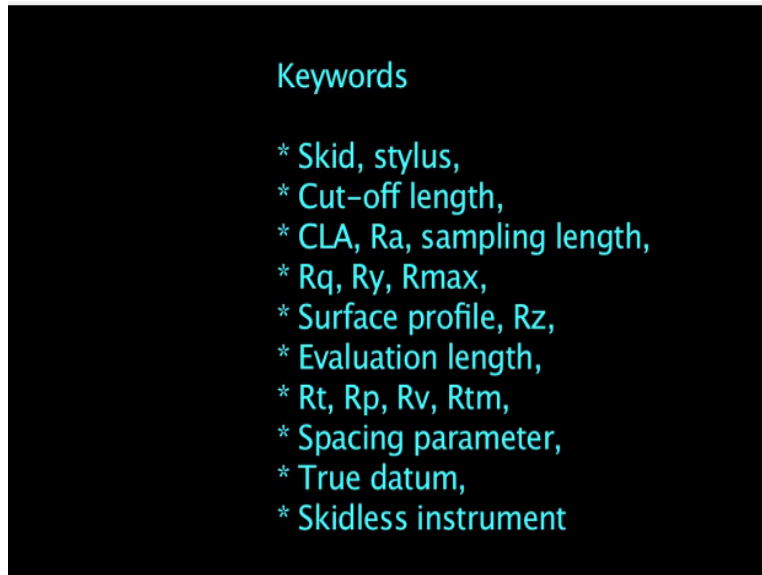 Keywords
* Skid, stylus,
* Cut-off length,
* CLA, Ra, sampling length,
* Rq, Ry, Rmax,
* Surface profile, Rz,
* Evaluation length,
* Rt, Rp, Rv, Rtm,
* Spacing parameter,
* True datum,
* Skidless instrument